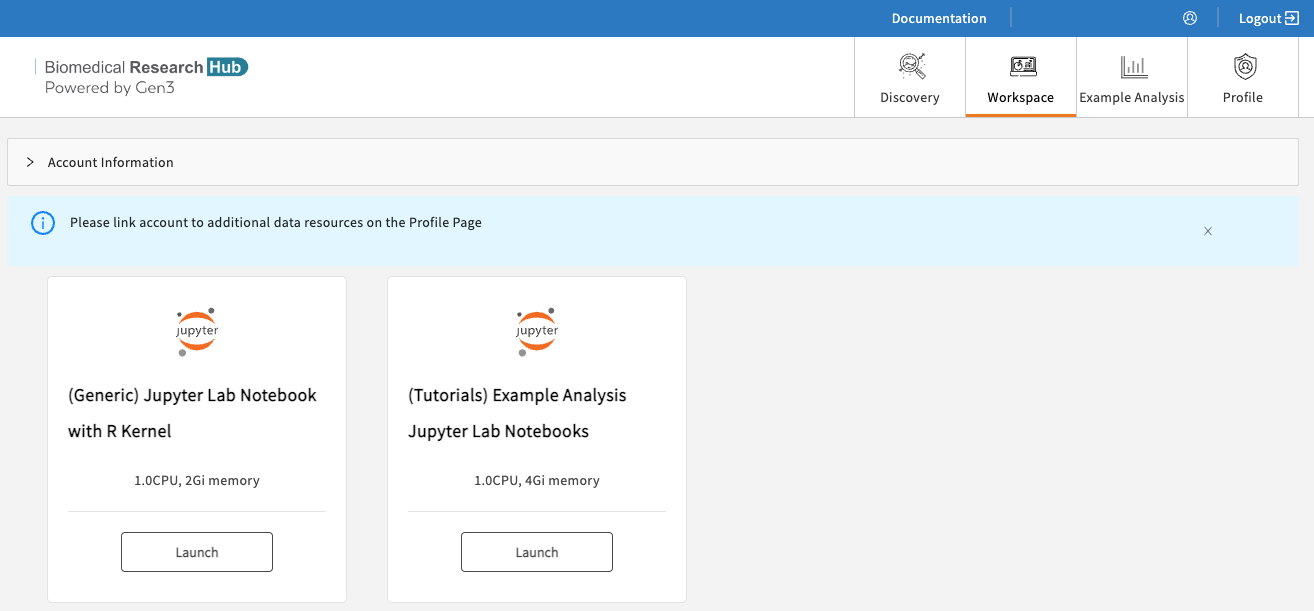 Documentation
Logout
Biomedical Research Hub
Powered by Gen3
Discovery
Workspace
Example Analysis
Profile
Account Information
Please link account to additional data resources on the Profile Page
jupyter
(Generic) Jupyter Lab Notebook
with R Kernel
1.0CPU, 2Gi memory
Launch
jupyter
(Tutorials) Example Analysis
Jupyter Lab Notebooks
1.0CPU, 4Gi memory
Launch